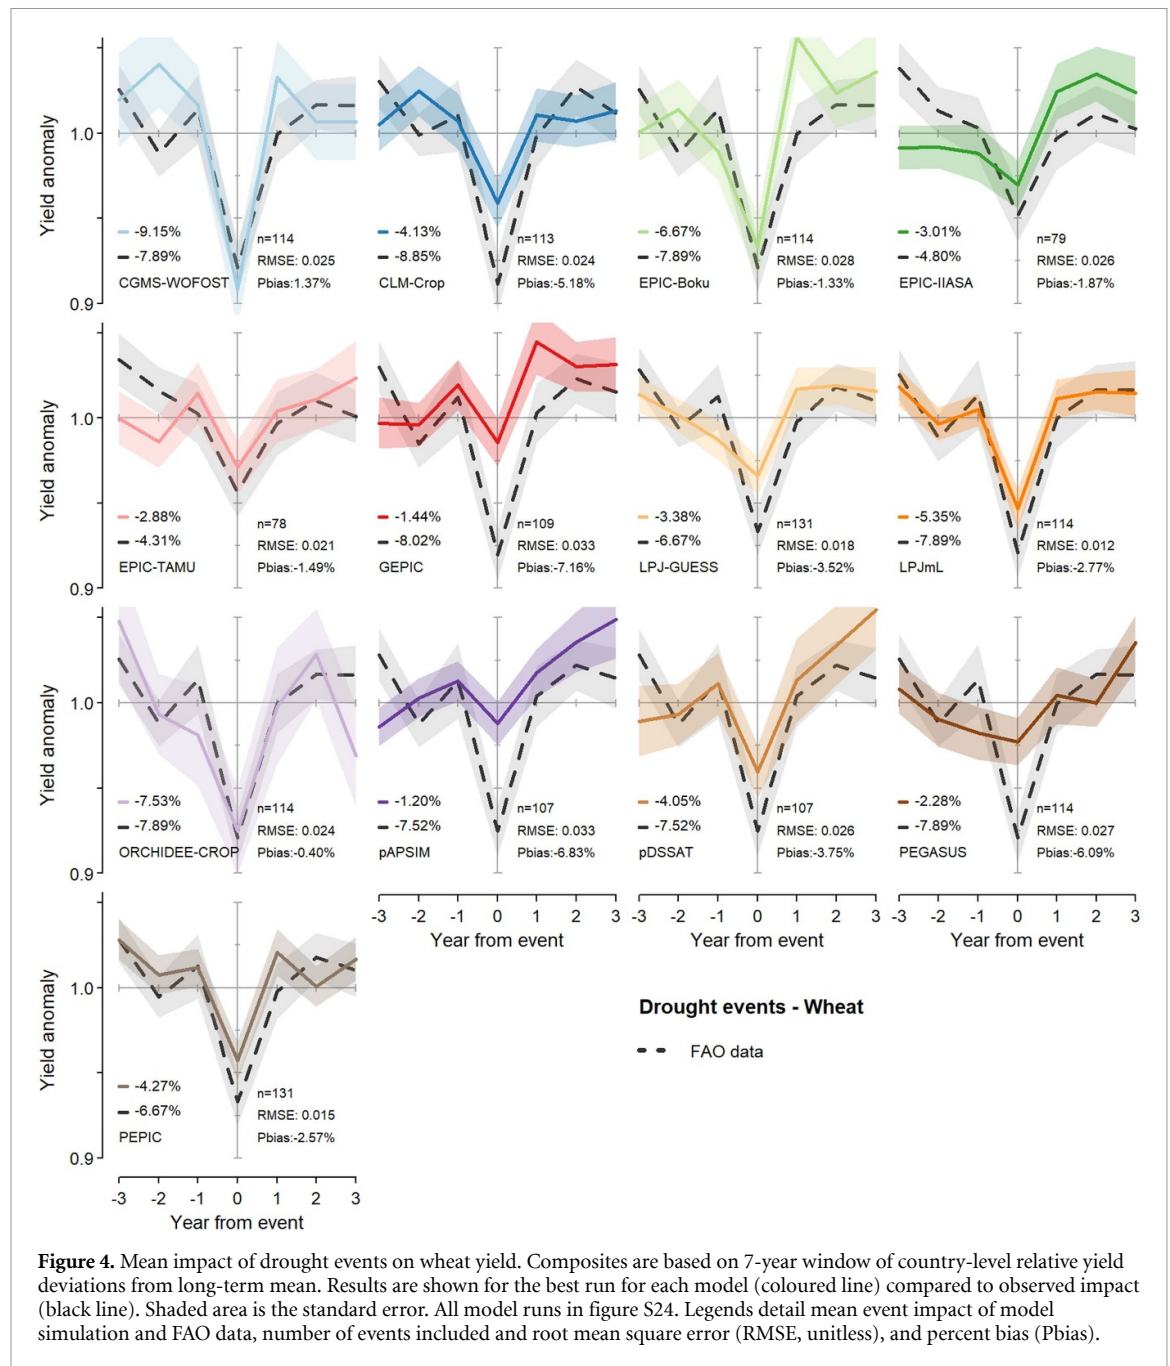 Yield anomaly
1.0
0.9
-9.15%
-7.89%
CGMS-WOFOST
n=114
RMSE: 0.025
Pbias:1.37%
-4.13%
-8.85%
CLM-Crop
n=113
RMSE: 0.024
Pbias:-5.18%
-6.67%
-7.89%
EPIC-Boku
n=114
RMSE: 0.028
Pbias:-1.33%
-3.01%
-4.80%
EPIC-IIASA
n=79
RMSE: 0.026
Pbias:-1.87%
Yield anomaly
1.0
0.9
-2.88%
-4.31%
EPIC-TAMU
n=78
RMSE: 0.021
Pbias:-1.49%
-1.44%
-8.02%
GEPIC
n=109
RMSE: 0.033
Pbias:-7.16%
-3.38%
-6.67%
LPJ-GUESS
n=131
RMSE: 0.018
Pbias:-3.52%
-5.35%
-7.89%
LPJmL
n=114
RMSE: 0.012
Pbias:-2.77%
Yield anomaly
1.0
0.9
-7.53%
-7.89%
ORCHIDEE-CROP
n=114
RMSE: 0.024
Pbias:-0.40%
-1.20%
-7.52%
pAPSIM
n=107
RMSE: 0.033
Pbias:-6.83%
-4.05%
-7.52%
pDSSAT
n=107
RMSE: 0.026
Pbias:-3.75%
-2.28%
-7.89%
PEGASUS
n=114
RMSE: 0.027
Pbias:-6.09%
-3 -2 -1 0 1 2 3
Year from event
-3 -2 -1 0 1 2 3
Year from event
-3 -2 -1 0 1 2 3
Year from event
Yield anomaly
1.0
0.9
-4.27%
-6.67%
PEPIC
n=131
RMSE: 0.015
Pbias:-2.57%
-3 -2 -1 0 1 2 3
Year from event
Drought events - Wheat
FAO data
Figure 4. Mean impact of drought events on wheat yield. Composites are based on 7-year window of country-level relative yield
deviations from long-term mean. Results are shown for the best run for each model (coloured line) compared to observed impact
(black line). Shaded area is the standard error. All model runs in figure S24. Legends detail mean event impact of model
simulation and FAO data, number of events included and root mean square error (RMSE, unitless), and percent bias (Pbias).